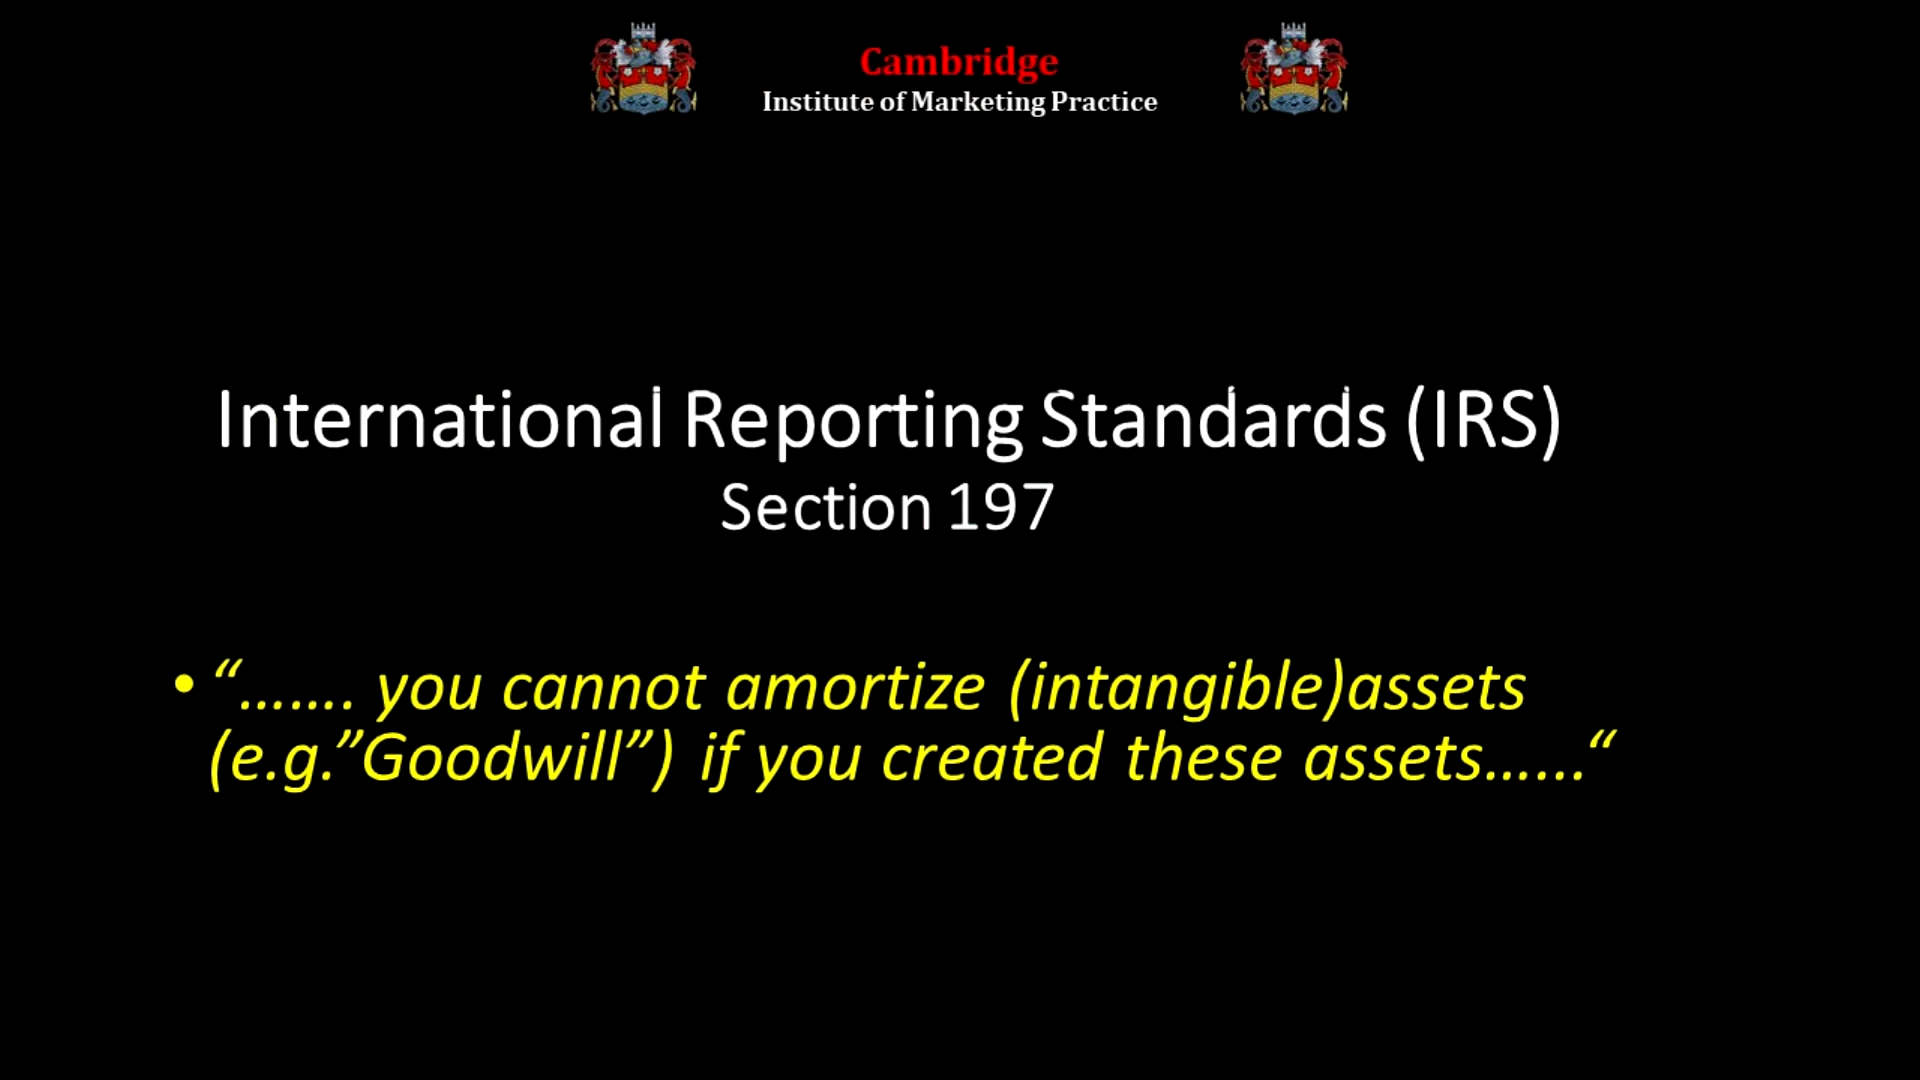 Cambridge
Institute of Marketing Practice
International Reporting Standards (IRS)
Section 197
• “……. you cannot amortize (intangible)assets
(e.g.”Goodwill”) if you created these assets…...“